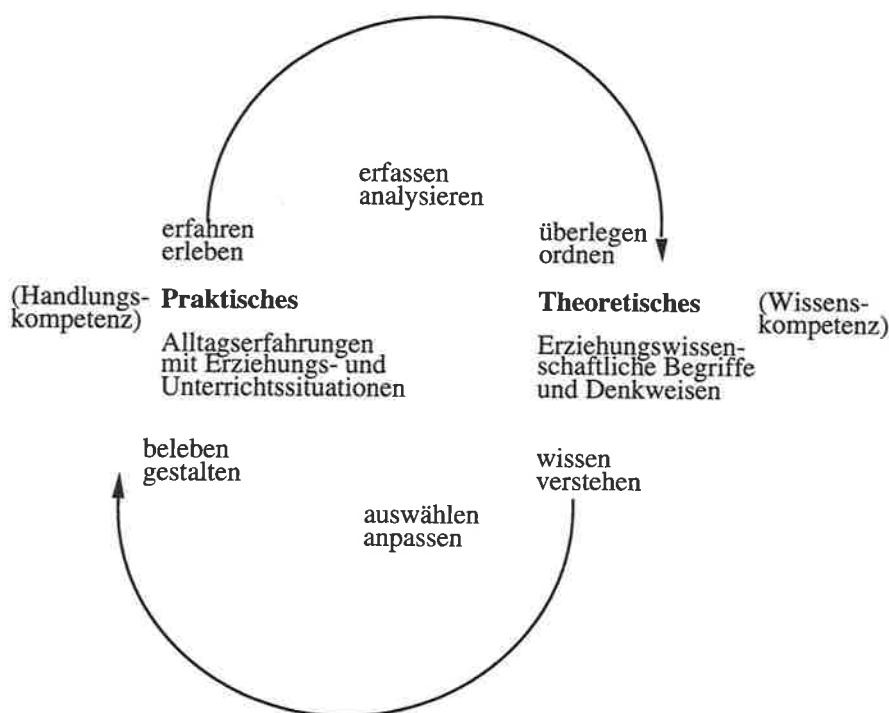 erfassen
analysieren
erfahren
erleben
überlegen
ordnen
(Handlungs-
kompetenz)
Praktisches
Theoretisches
(Wissens-
kompetenz)
Alltagserfahrungen
mit Erziehungs- und
Unterrichtssituationen
Erziehungswissen-
schaftliche Begriffe
und Denkweisen
beleben
gestalten
wissen
verstehen
auswählen
anpassen